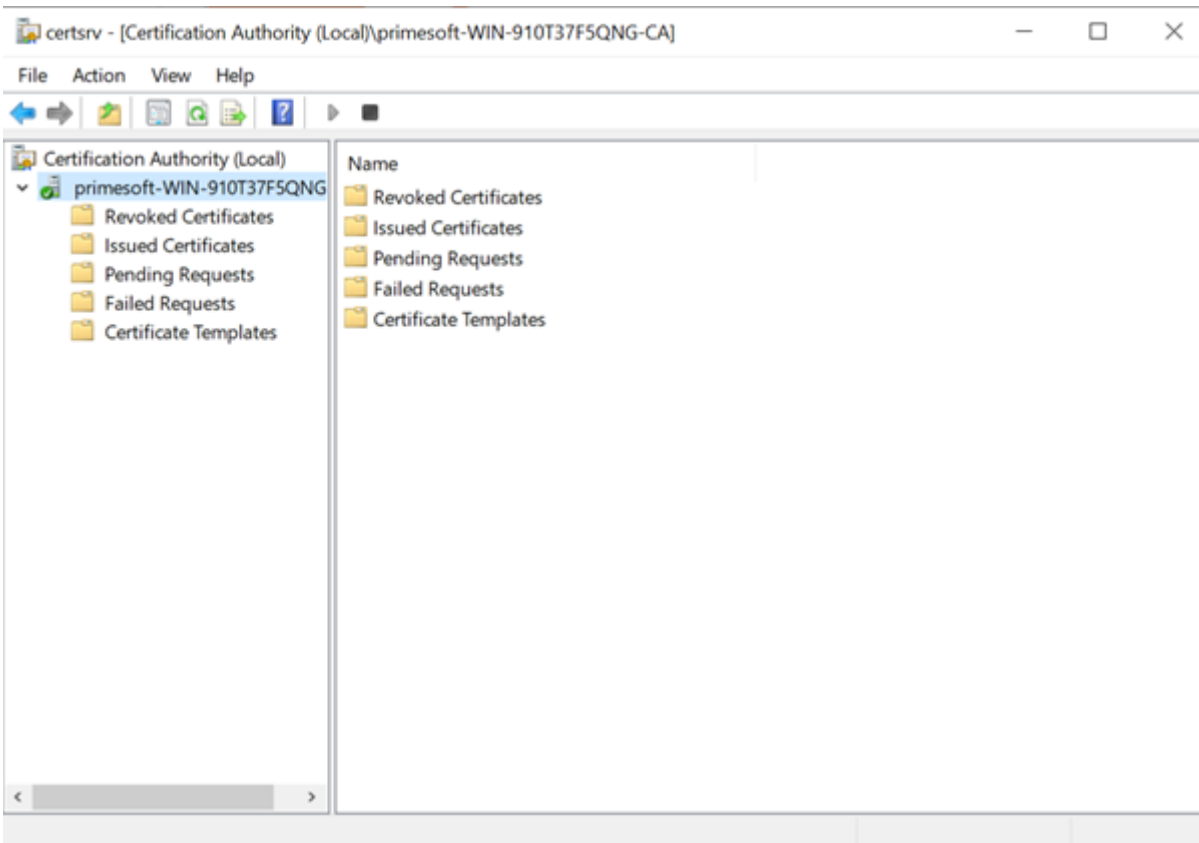 certsrv - [Certification Authority (Local)\primesoft-WIN-910T37F5QNG-CA]
File Action View Help
Certification Authority (Local)
primesoft-WIN-910T37F5QNG
Revoked Certificates
Issued Certificates
Pending Requests
Failed Requests
Certificate Templates
Name
Revoked Certificates
Issued Certificates
Pending Requests
Failed Requests
Certificate Templates